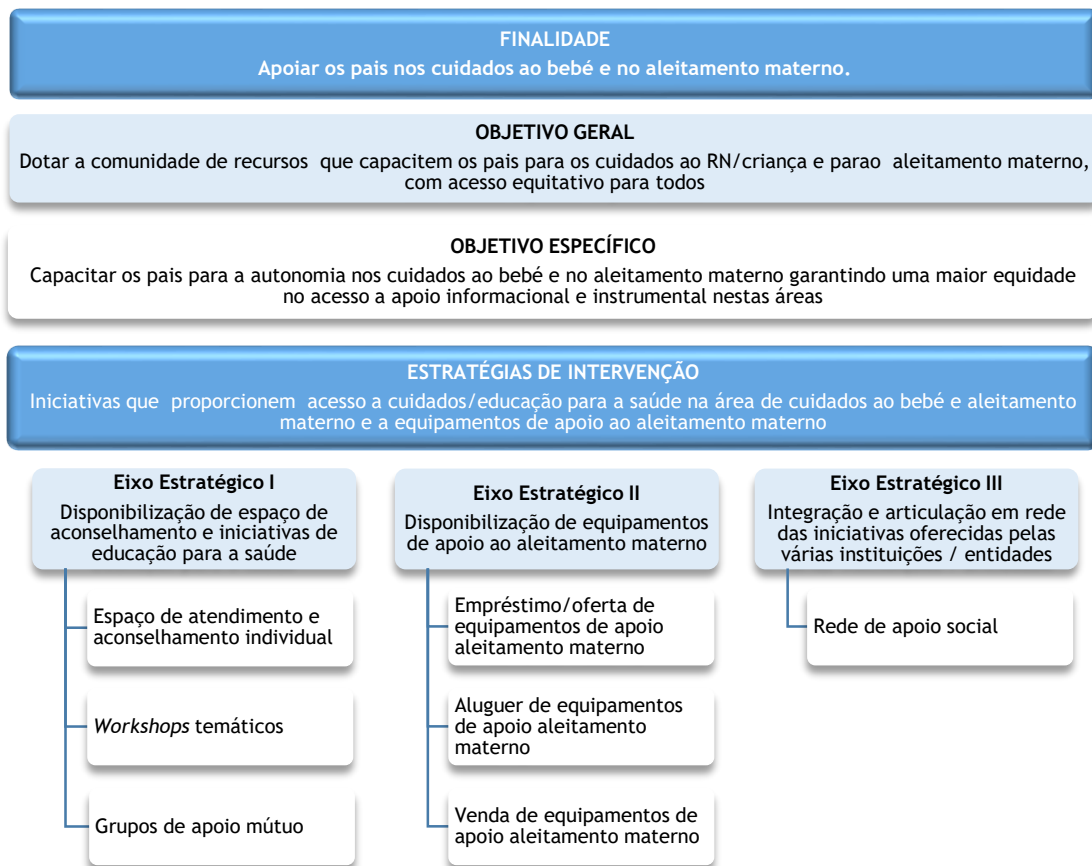 FINALIDADE
Apoiar os pais nos cuidados ao bebé e no aleitamento materno.
OBJETIVO GERAL
Dotar a comunidade de recursos que capacitem os pais para os cuidados ao RN/criança e parao aleitamento materno,
com acesso equitativo para todos
OBJETIVO ESPECÍFICO
Capacitar os pais para a autonomia nos cuidados ao bebé e no aleitamento materno garantindo uma maior equidade
no acesso a apoio informacional e instrumental nestas áreas
ESTRATÉGIAS DE INTERVENÇÃO
Iniciativas que proporcionem acesso a cuidados/educação para a saúde na área de cuidados ao bebé e aleitamento
materno e a equipamentos de apoio ao aleitamento materno
Eixo Estratégico I
Disponibilização de espaço de
aconselhamento e iniciativas de
educação para a saúde
Espaço de atendimento e
aconselhamento individual
Workshops temáticos
Grupos de apoio mútuo
Eixo Estratégico II
Disponibilização de equipamentos
de apoio ao aleitamento materno
Empréstimo/oferta de
equipamentos de apoio
aleitamento materno
Aluguer de equipamentos
de apoio aleitamento
materno
Venda de equipamentos de
apoio aleitamento materno
Eixo Estratégico III
Integração e articulação em rede
das iniciativas oferecidas pelas
várias instituições / entidades
Rede de apoio social